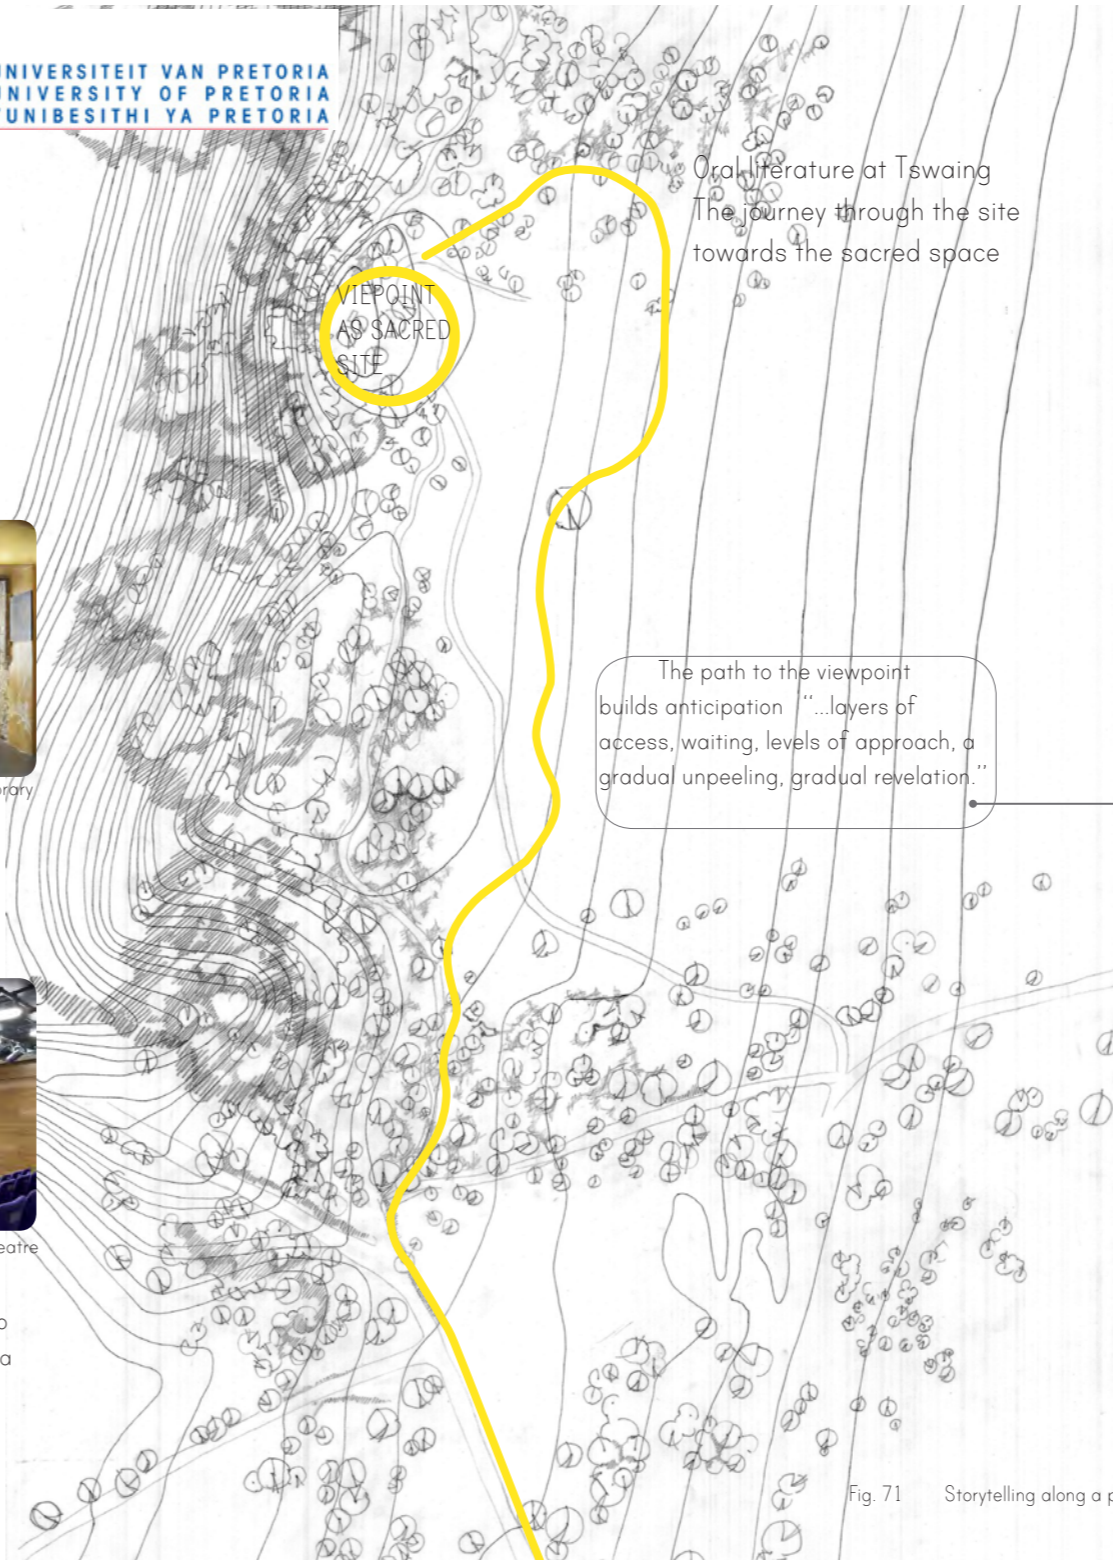 UNIVERSITEIT VAN PRETORIA
UNIVERSITY OF PRETORIA
YUNIBESITHI YA PRETORIA
Oral literature at Tswaing
The journey through the site
towards the sacred space
VIEPOINT
AS SACRED
SITE
The path to the viewpoint
builds anticipation “...layers of
access, waiting, levels of approach, a
gradual unpeeling, gradual revelation.”
Fig. 71 Storytelling along a